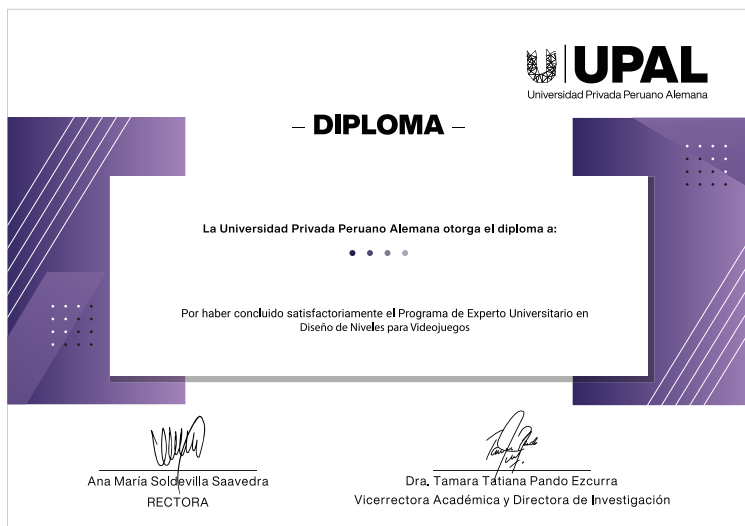 UPAL
Universidad Privada Peruano Alemana
– DIPLOMA –
La Universidad Privada Peruano Alemana otorga el diploma a:
Por haber concluido satisfactoriamente el Programa de Experto Universitario en
Diseño de Niveles para Videojuegos
Ana María Soldevilla Saavedra
RECTORA
Dra. Tamara Tatiana Pando Ezcurra
Vicerrectora Académica y Directora de Investigación